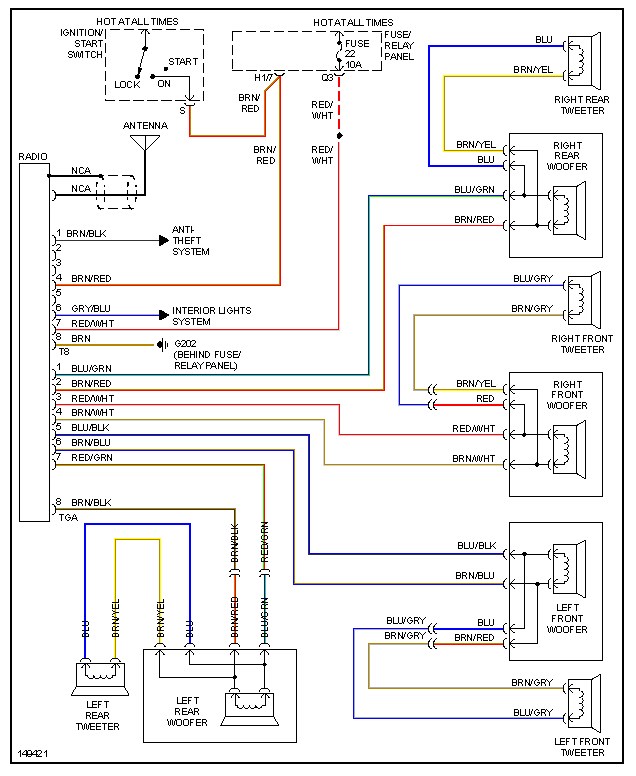 HOT AT ALL TIMES
HOT AT ALL TIMES
IGNITION/
START
SWITCH
START
LOCK
ON
S
FUSE
22
10A
FUSE/
RELAY
PANEL
H1/7
Q3
BRN/
RED
RED/
WHT
ANTENNA
BRN/
RED
RED/
WHT
RADIO
NCA
NCA
1 BRN/BLK
ANTI-
THEFT
SYSTEM
2
3
4 BRN/RED
5
6 GRY/BLU
INTERIOR LIGHTS
SYSTEM
7 RED/WHT
8 BRN
G202
(BEHIND FUSE/
RELAY PANEL)
T8
1 BLU/GRN
2 BRN/RED
3 RED/WHT
4 BRN/WHT
5 BLU/BLK
6 BRN/BLU
7 RED/GRN
8 BRN/BLK
TGA
BRN/BLK
RED/GRN
BLU
BRN/YEL
BRN/YEL
BLU
BRN/RED
BLU/GRN
LEFT
REAR
TWEETER
LEFT
REAR
WOOFER
BLU
BRN/YEL
RIGHT REAR
TWEETER
BRN/YEL
BLU
RIGHT
REAR
WOOFER
BLU/GRN
BRN/RED
BLU/GRY
BRN/GRY
RIGHT FRONT
TWEETER
BRN/YEL
RED
RIGHT
FRONT
WOOFER
RED/WHT
BRN/WHT
BLU/BLK
BRN/BLU
LEFT
FRONT
WOOFER
BLU/GRY
BLU
BRN/GRY
BRN/RED
BRN/GRY
BLU/GRY
LEFT FRONT
TWEETER
149421